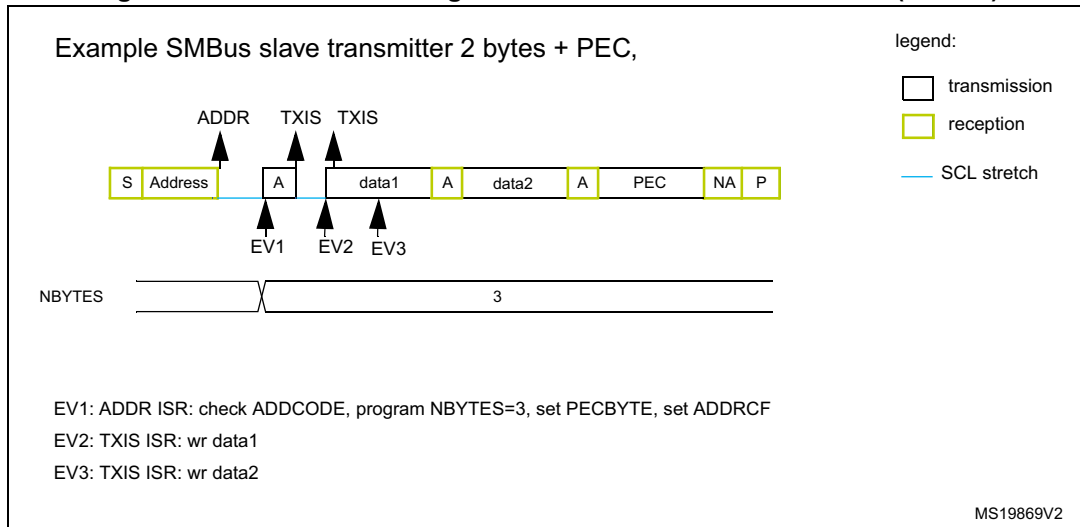 Example SMBus slave transmitter 2 bytes + PEC,
legend:
transmission
reception
SCL stretch
ADDR TXIS TXIS
S Address A data1 A data2 A PEC NA P
EV1 EV2 EV3
NBYTES 3
EV1: ADDR ISR: check ADDCODE, program NBYTES=3, set PECBYTE, set ADDRCF
EV2: TXIS ISR: wr data1
EV3: TXIS ISR: wr data2
MS19869V2